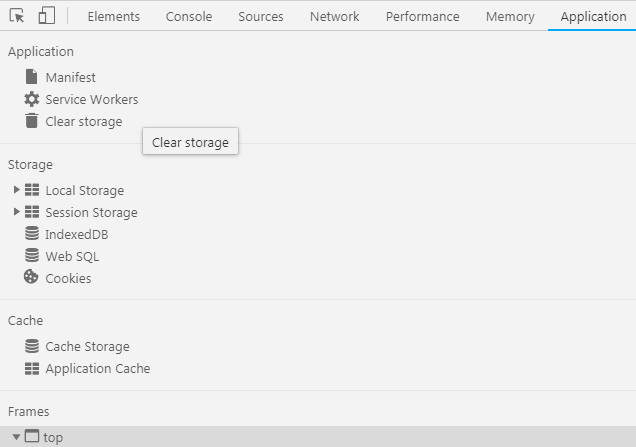 Elements Console Sources Network Performance Memory Application
Application
Manifest
Service Workers
Clear storage
Clear storage
Storage
Local Storage
Session Storage
IndexedDB
Web SQL
Cookies
Cache
Cache Storage
Application Cache
Frames
top